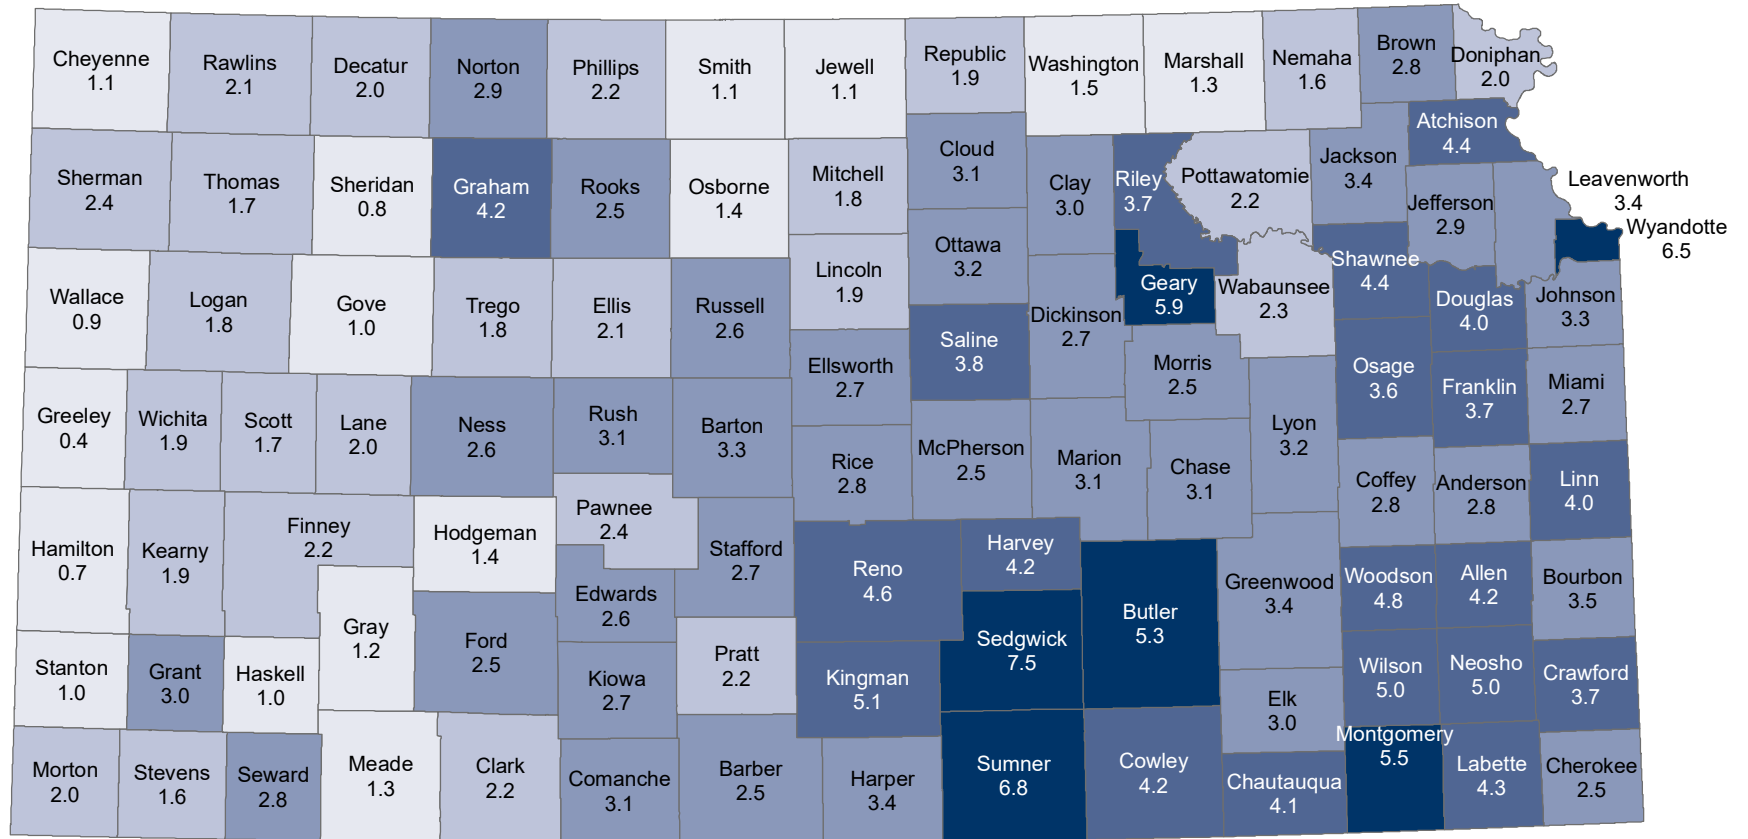 Cheyenne
1.1
Rawlins
2.1
Decatur
2.0
Norton
2.9
Phillips
2.2
Smith
1.1
Jewell
1.1
Republic
1.9
Washington
1.5
Marshall
1.3
Nemaha
1.6
Brown
2.8
Doniphan
2.0
Sherman
2.4
Thomas
1.7
Sheridan
0.8
Graham
4.2
Rooks
2.5
Osborne
1.4
Mitchell
1.8
Cloud
3.1
Clay
3.0
Riley
3.7
Pottawatomie
2.2
Jackson
3.4
Atchison
4.4
Jefferson
2.9
Leavenworth
3.4
Wyandotte
6.5
Wallace
0.9
Logan
1.8
Gove
1.0
Trego
1.8
Ellis
2.1
Russell
2.6
Lincoln
1.9
Ottawa
3.2
Saline
3.8
Dickinson
2.7
Geary
5.9
Wabaunsee
2.3
Shawnee
4.4
Douglas
4.0
Johnson
3.3
Greeley
0.4
Wichita
1.9
Scott
1.7
Lane
2.0
Ness
2.6
Rush
3.1
Barton
3.3
Ellsworth
2.7
Rice
2.8
McPherson
2.5
Marion
3.1
Morris
2.5
Chase
3.1
Lyon
3.2
Osage
3.6
Franklin
3.7
Miami
2.7
Coffey
2.8
Anderson
2.8
Linn
4.0
Hamilton
0.7
Kearny
1.9
Finney
2.2
Hodgeman
1.4
Pawnee
2.4
Edwards
2.6
Stafford
2.7
Reno
4.6
Harvey
4.2
Sedgwick
7.5
Butler
5.3
Greenwood
3.4
Woodson
4.8
Allen
4.2
Bourbon
3.5
Stanton
1.0
Grant
3.0
Haskell
1.0
Gray
1.2
Ford
2.5
Kiowa
2.7
Pratt
2.2
Kingman
5.1
Elk
3.0
Wilson
5.0
Neosho
5.0
Crawford
3.7
Morton
2.0
Stevens
1.6
Seward
2.8
Meade
1.3
Clark
2.2
Comanche
3.1
Barber
2.5
Harper
3.4
Sumner
6.8
Cowley
4.2
Chautauqua
4.1
Montgomery
5.5
Labette
4.3
Cherokee
2.5